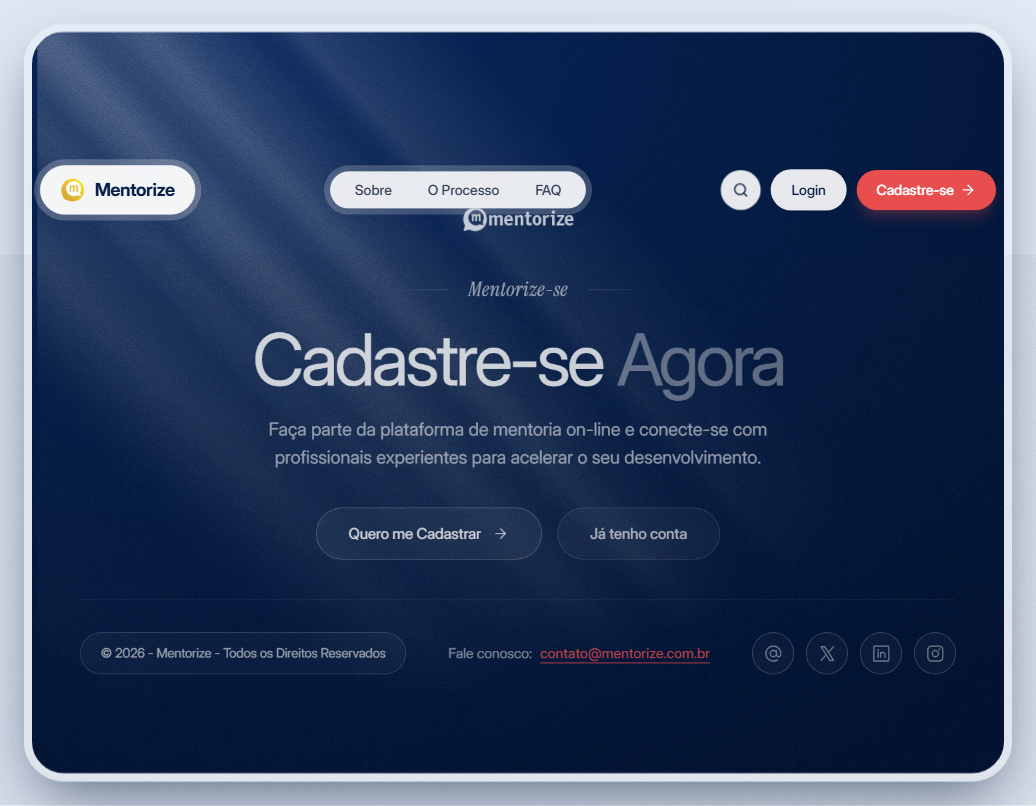 Mentorize
Sobre O Processo FAQ
Login
Cadastre-se →
mentorize
Mentorize-se
Cadastre-se Agora
Faça parte da plataforma de mentoria on-line e conecte-se com
profissionais experientes para acelerar o seu desenvolvimento.
Quero me Cadastrar →
Já tenho conta
© 2026 - Mentorize - Todos os Direitos Reservados
Fale conosco: contato@mentorize.com.br